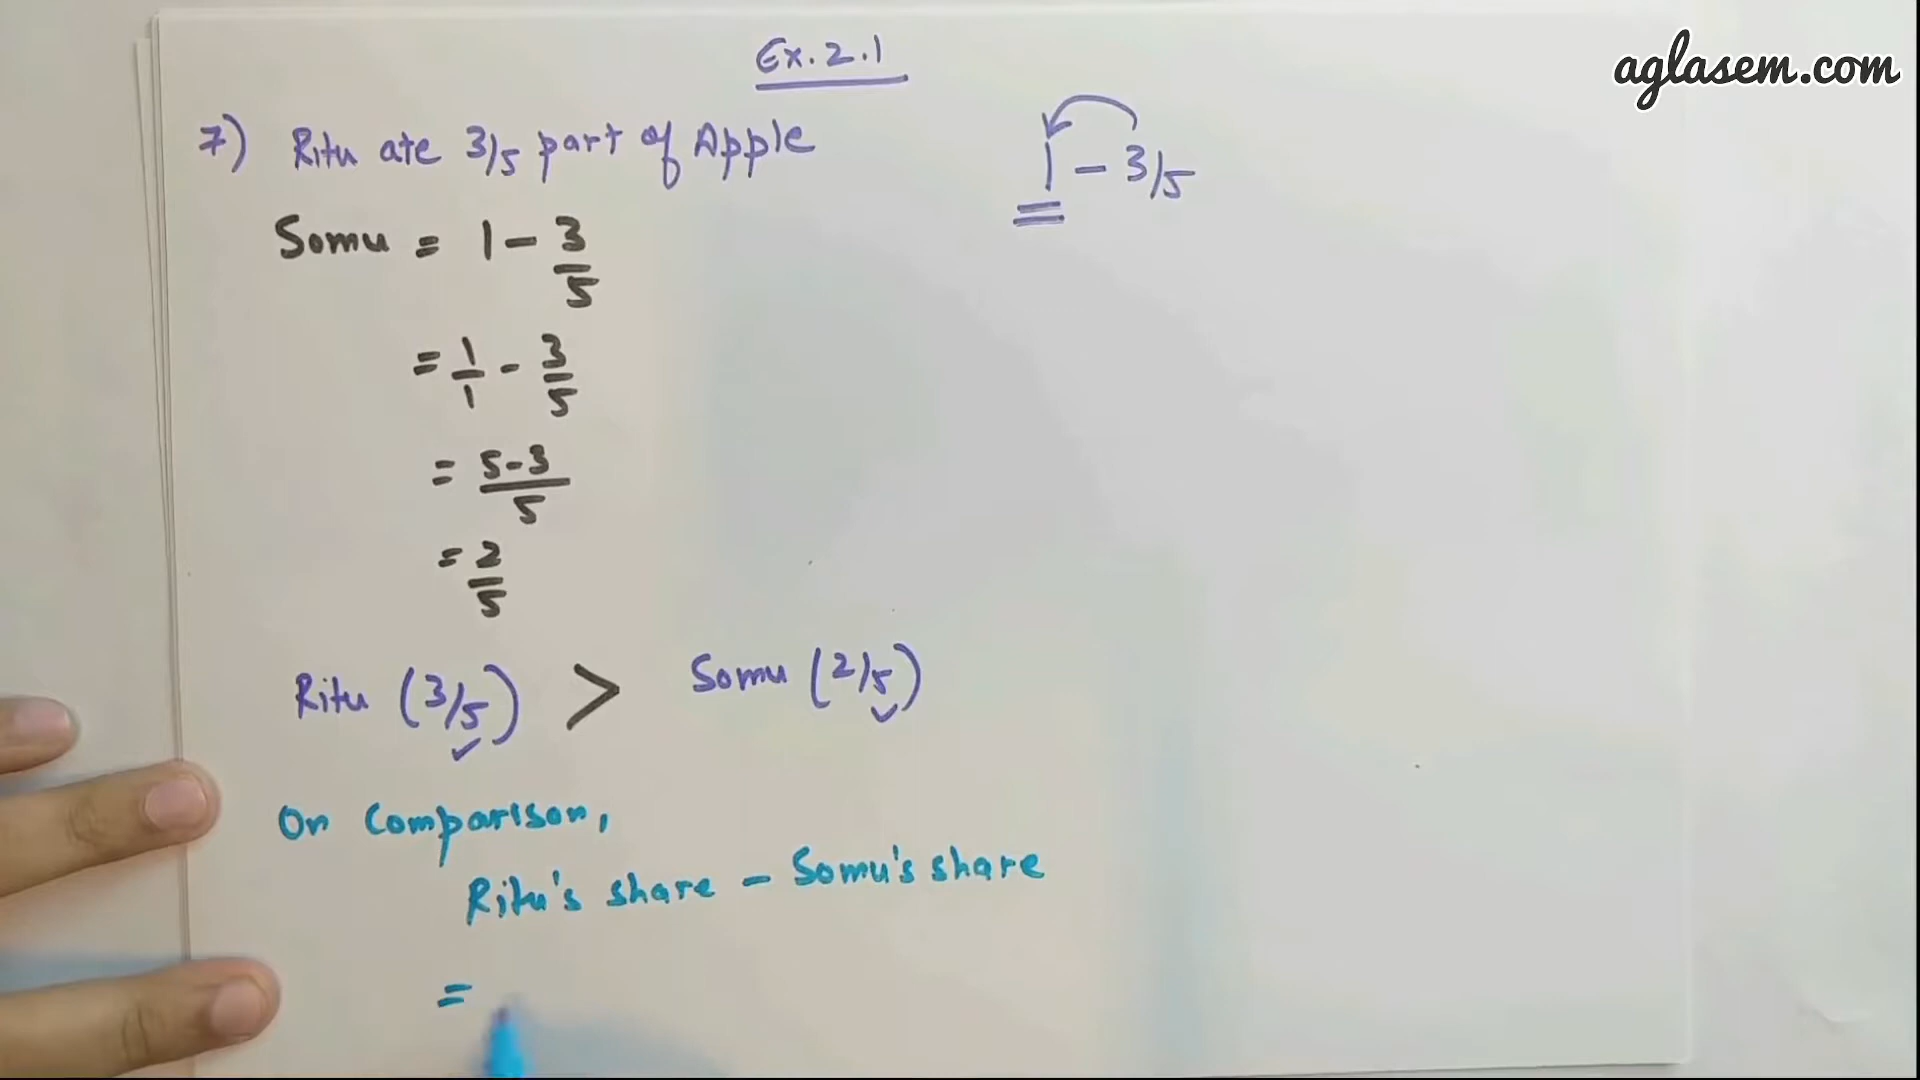 Ex. 2.1
aglasem.com
7) Ritu ate 3/5 part of Apple
1 - 3/5
Somu = 1 - 3/5
= 1/1 - 3/5
= 5-3/5
= 2/5
Ritu (3/5) > Somu (2/5)
On Comparison,
Ritu's share - Somu's share
=